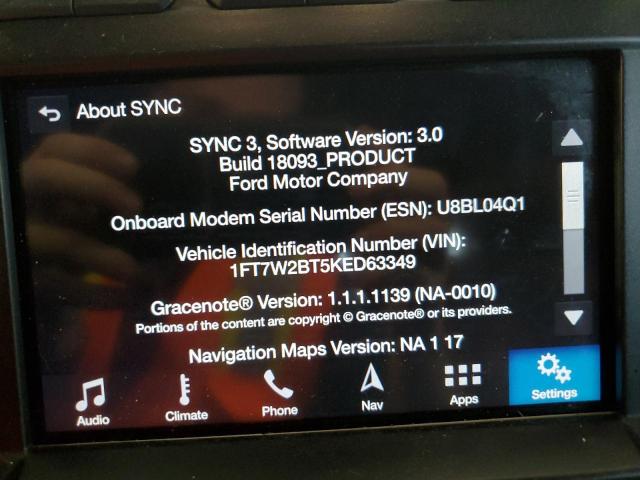 About SYNC
SYNC 3, Software Version: 3.0
Build 18093_PRODUCT
Ford Motor Company
Onboard Modem Serial Number (ESN): U8BL04Q1
Vehicle Identification Number (VIN):
1FT7W2BT5KED63349
Gracenote® Version: 1.1.1.1139 (NA-0010)
Portions of the content are copyright © Gracenote® or its providers.
Navigation Maps Version: NA 1 17
Audio Climate Phone Nav Apps Settings